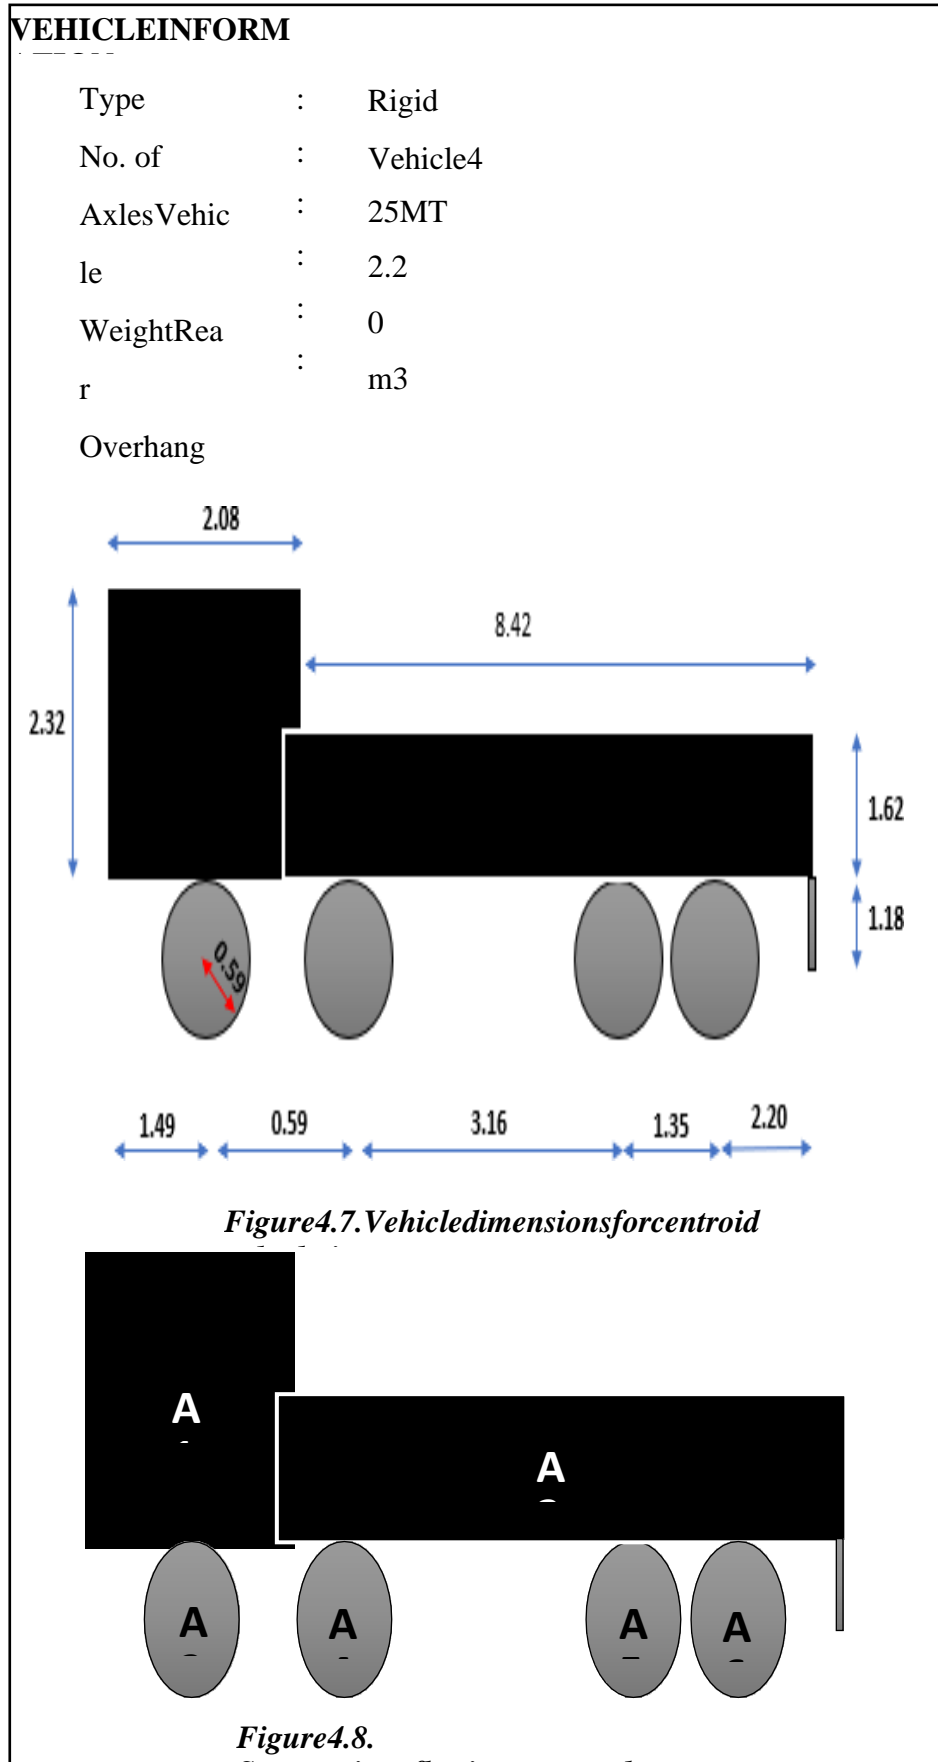 VEHICLEINFORM
Type : Rigid
No. of : Vehicle4
AxlesVehic : 25MT
le : 2.2
WeightRea : 0
r : m3
Overhang
2.08
8.42
2.32
1.62
1.18
0.59
1.49 0.59 3.16 1.35 2.20
Figure4.7.Vehicledimensionsforcentroid
A
A
A A A A
Figure4.8.